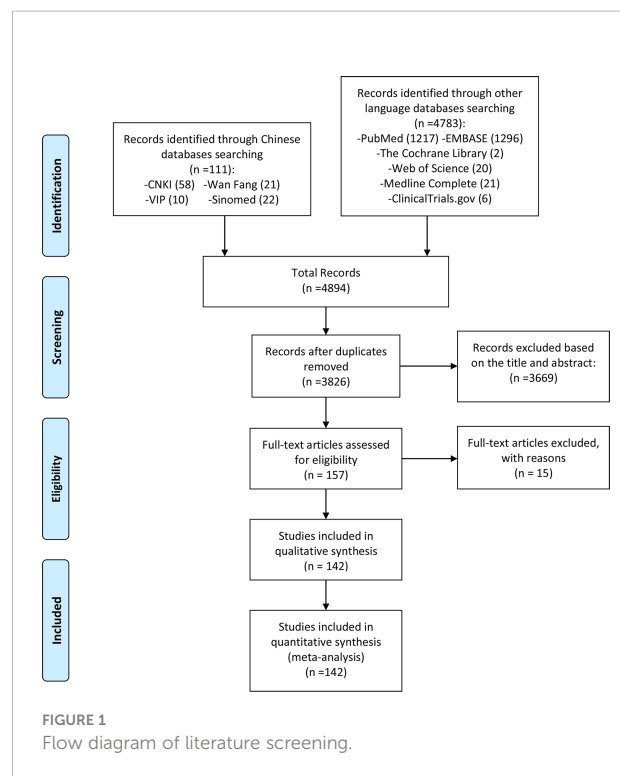 Identification
Records identified through Chinese
databases searching
(n =111):
-CNKI (58) -Wan Fang (21)
-VIP (10) -Sinomed (22)
Records identified through other
language databases searching
(n =4783):
-PubMed (1217) -EMBASE (1296)
-The Cochrane Library (2)
-Web of Science (20)
-Medline Complete (21)
-ClinicalTrials.gov (6)
Total Records
(n =4894)
Screening
Records after duplicates
removed
(n =3826)
Records excluded based
on the title and abstract:
(n =3669)
Eligibility
Full-text articles assessed
for eligibility
(n = 157)
Full-text articles excluded,
with reasons
(n = 15)
Studies included in
qualitative synthesis
(n = 142)
Included
Studies included in
quantitative synthesis
(meta-analysis)
(n =142)
FIGURE 1
Flow diagram of literature screening.